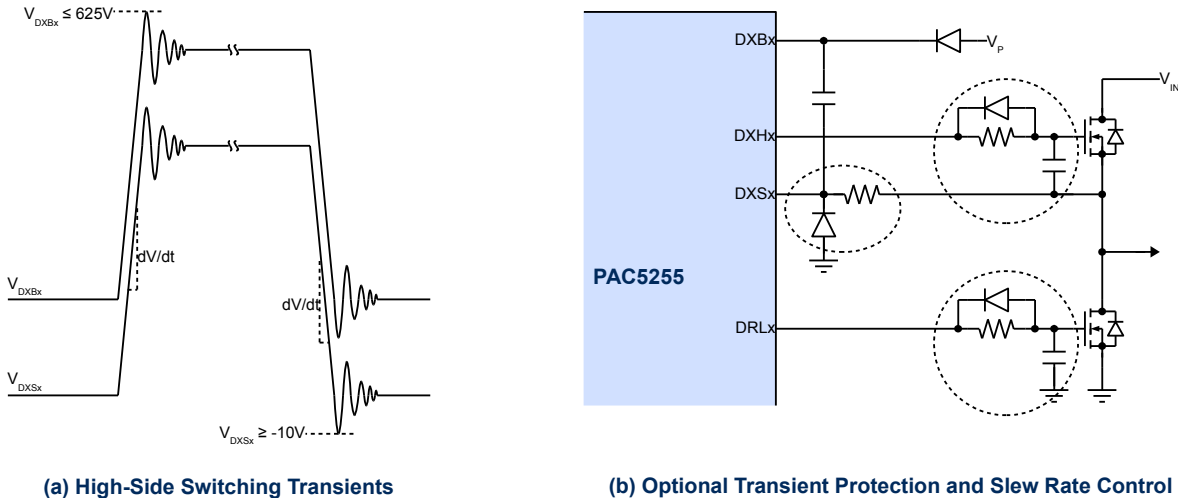 V_DXBx ≤ 625V
dV/dt
V_DXBx
dV/dt
V_DXSx
V_DXSx ≥ -10V
(a) High-Side Switching Transients
DXBx
V_P
V_IN
DXHx
DXSx
PAC5255
DRLx
(b) Optional Transient Protection and Slew Rate Control